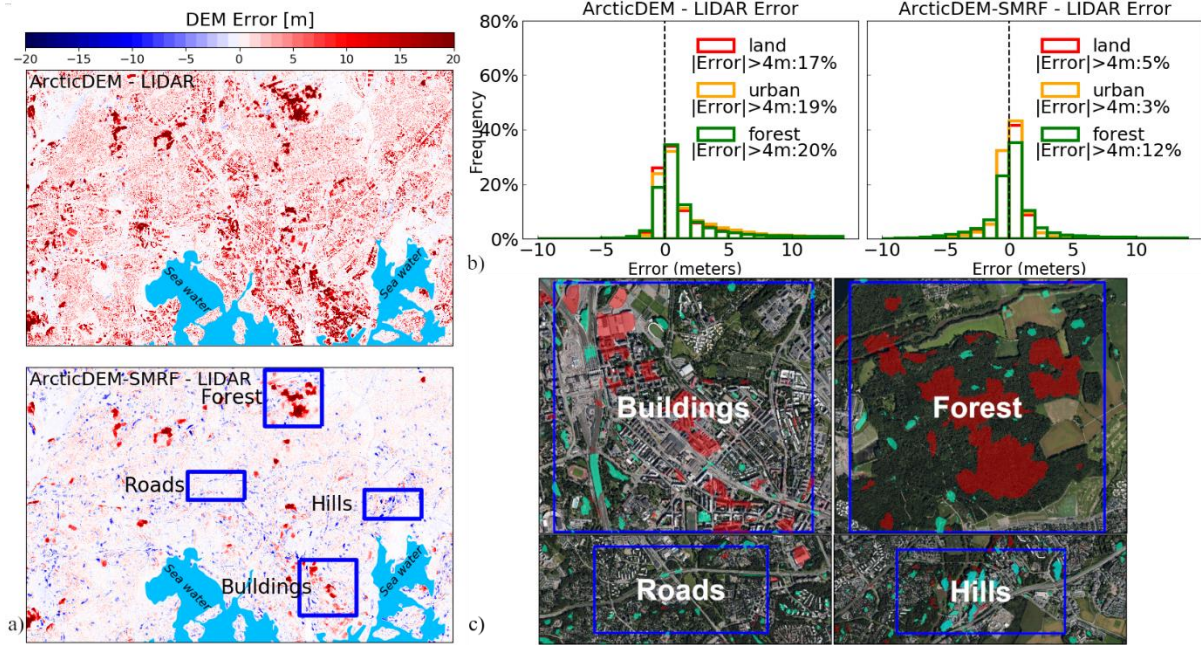 DEM Error [m]
−20 −15 −10 −5 0 5 10 15 20
ArcticDEM - LIDAR
Sea water
Sea water
ArcticDEM-SMRF - LIDAR
Forest
Roads
Hills
Buildings
Sea water
Sea water
a)
ArcticDEM - LIDAR Error
80%
60%
40%
20%
0%
Frequency
land
|Error|>4m:17%
urban
|Error|>4m:19%
forest
|Error|>4m:20%
−10 −5 0 5 10
Error (meters)
b)
ArcticDEM-SMRF - LIDAR Error
land
|Error|>4m:5%
urban
|Error|>4m:3%
forest
|Error|>4m:12%
−10 −5 0 5 10
Error (meters)
Buildings
Forest
Roads
Hills
c)